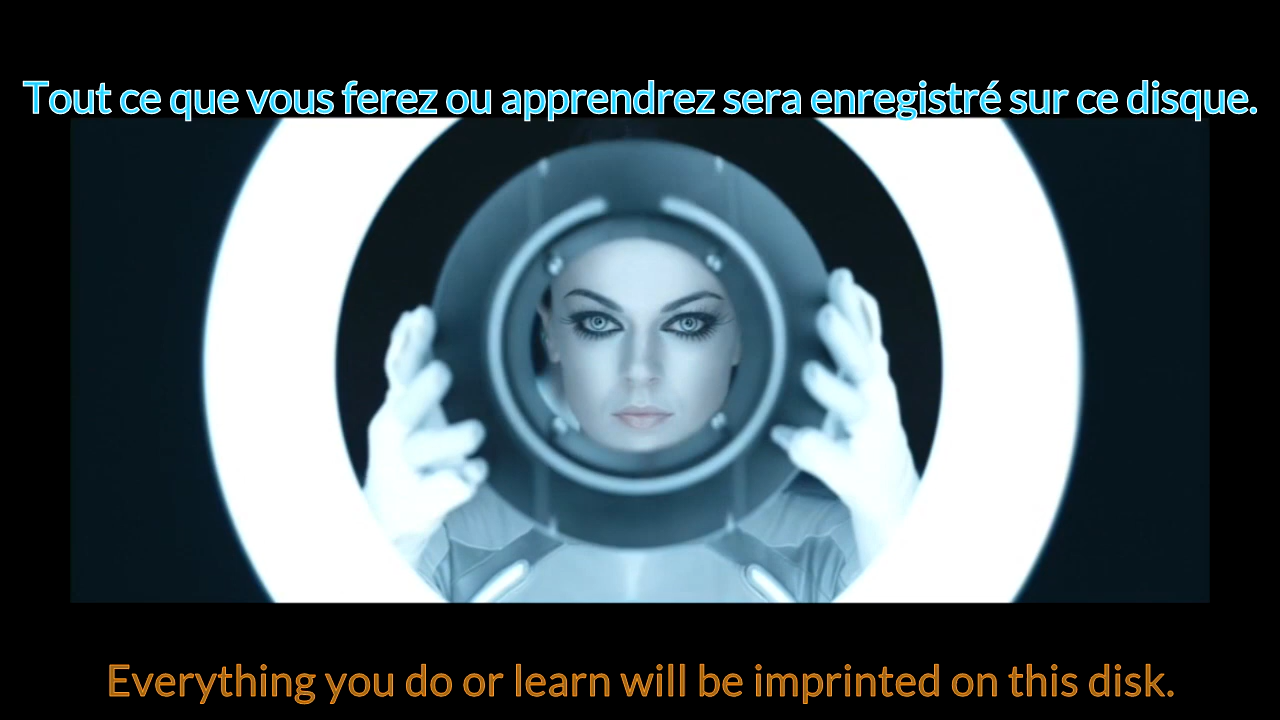 Tout ce que vous ferez ou apprendrez sera enregistré sur ce disque.
Everything you do or learn will be imprinted on this disk.